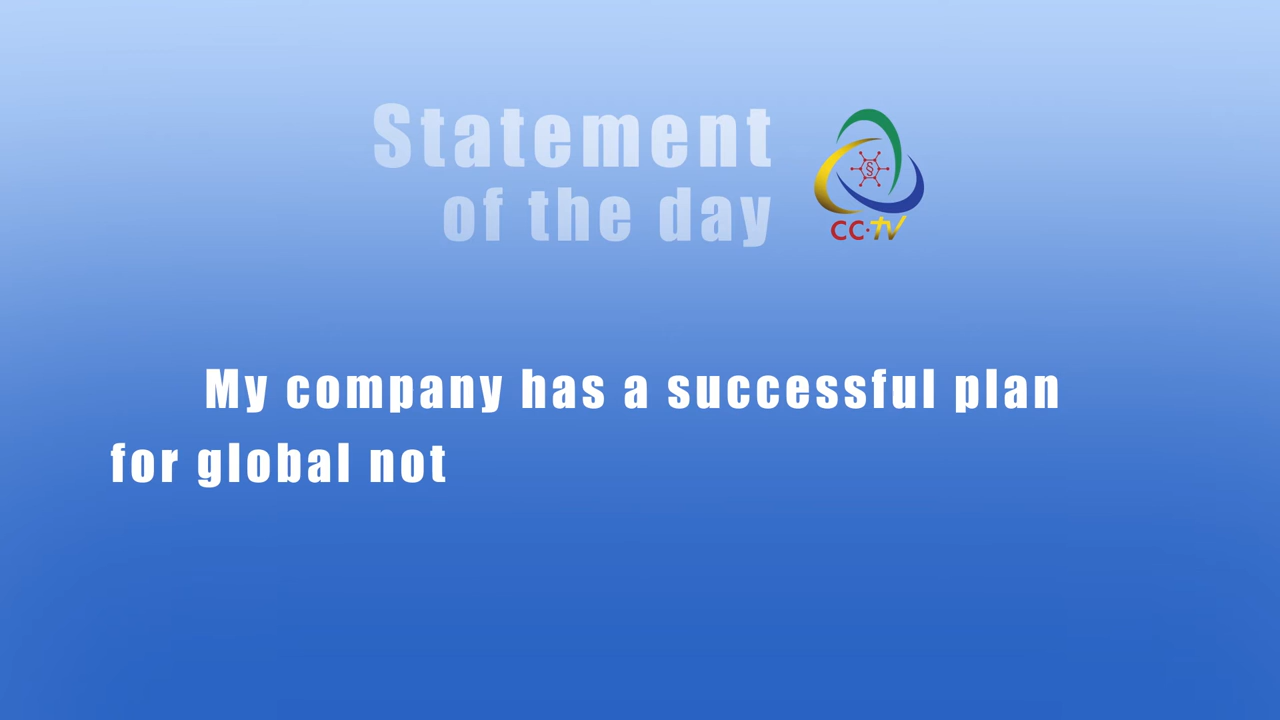 Statement
of the day
CC·TV
My company has a successful plan
for global not